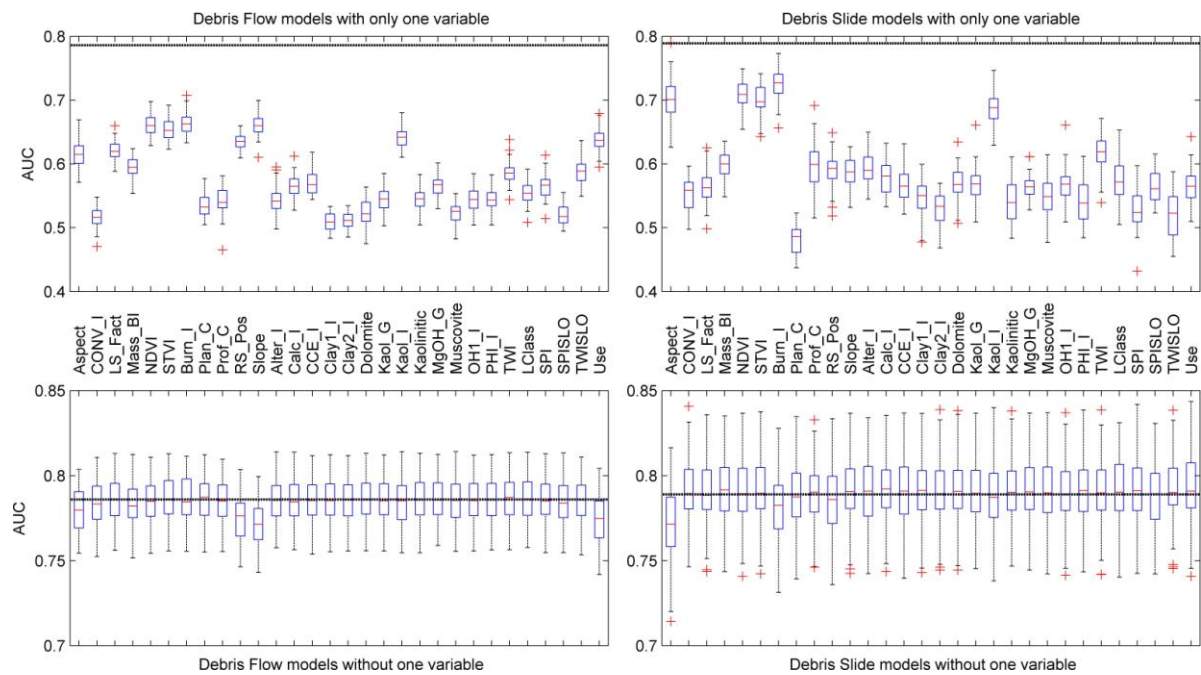 Debris Flow models with only one variable
Debris Slide models with only one variable
0.8
0.7
0.6
0.5
0.4
AUC
0.8
0.7
0.6
0.5
0.4
Aspect
CONV_I
LS_Fact
Mass_BI
NDVI
STVI
Burn_I
Plan_C
Prof_C
RS_Pos
Slope
Alter_I
Calc_I
CCE_I
Clay1_I
Clay2_I
Dolomite
Kaol_G
Kaol_I
Kaolinitic
MgOH_G
Muscovite
OH1_I
PHI_I
TWI
LClass
SPI
SPISLO
TWISLO
Use
Aspect
CONV_I
LS_Fact
Mass_BI
NDVI
STVI
Burn_I
Plan_C
Prof_C
RS_Pos
Slope
Alter_I
Calc_I
CCE_I
Clay1_I
Clay2_I
Dolomite
Kaol_G
Kaol_I
Kaolinitic
MgOH_G
Muscovite
OH1_I
PHI_I
TWI
LClass
SPI
SPISLO
TWISLO
Use
0.85
0.8
0.75
0.7
AUC
0.85
0.8
0.75
0.7
AUC
Debris Flow models without one variable
Debris Slide models without one variable